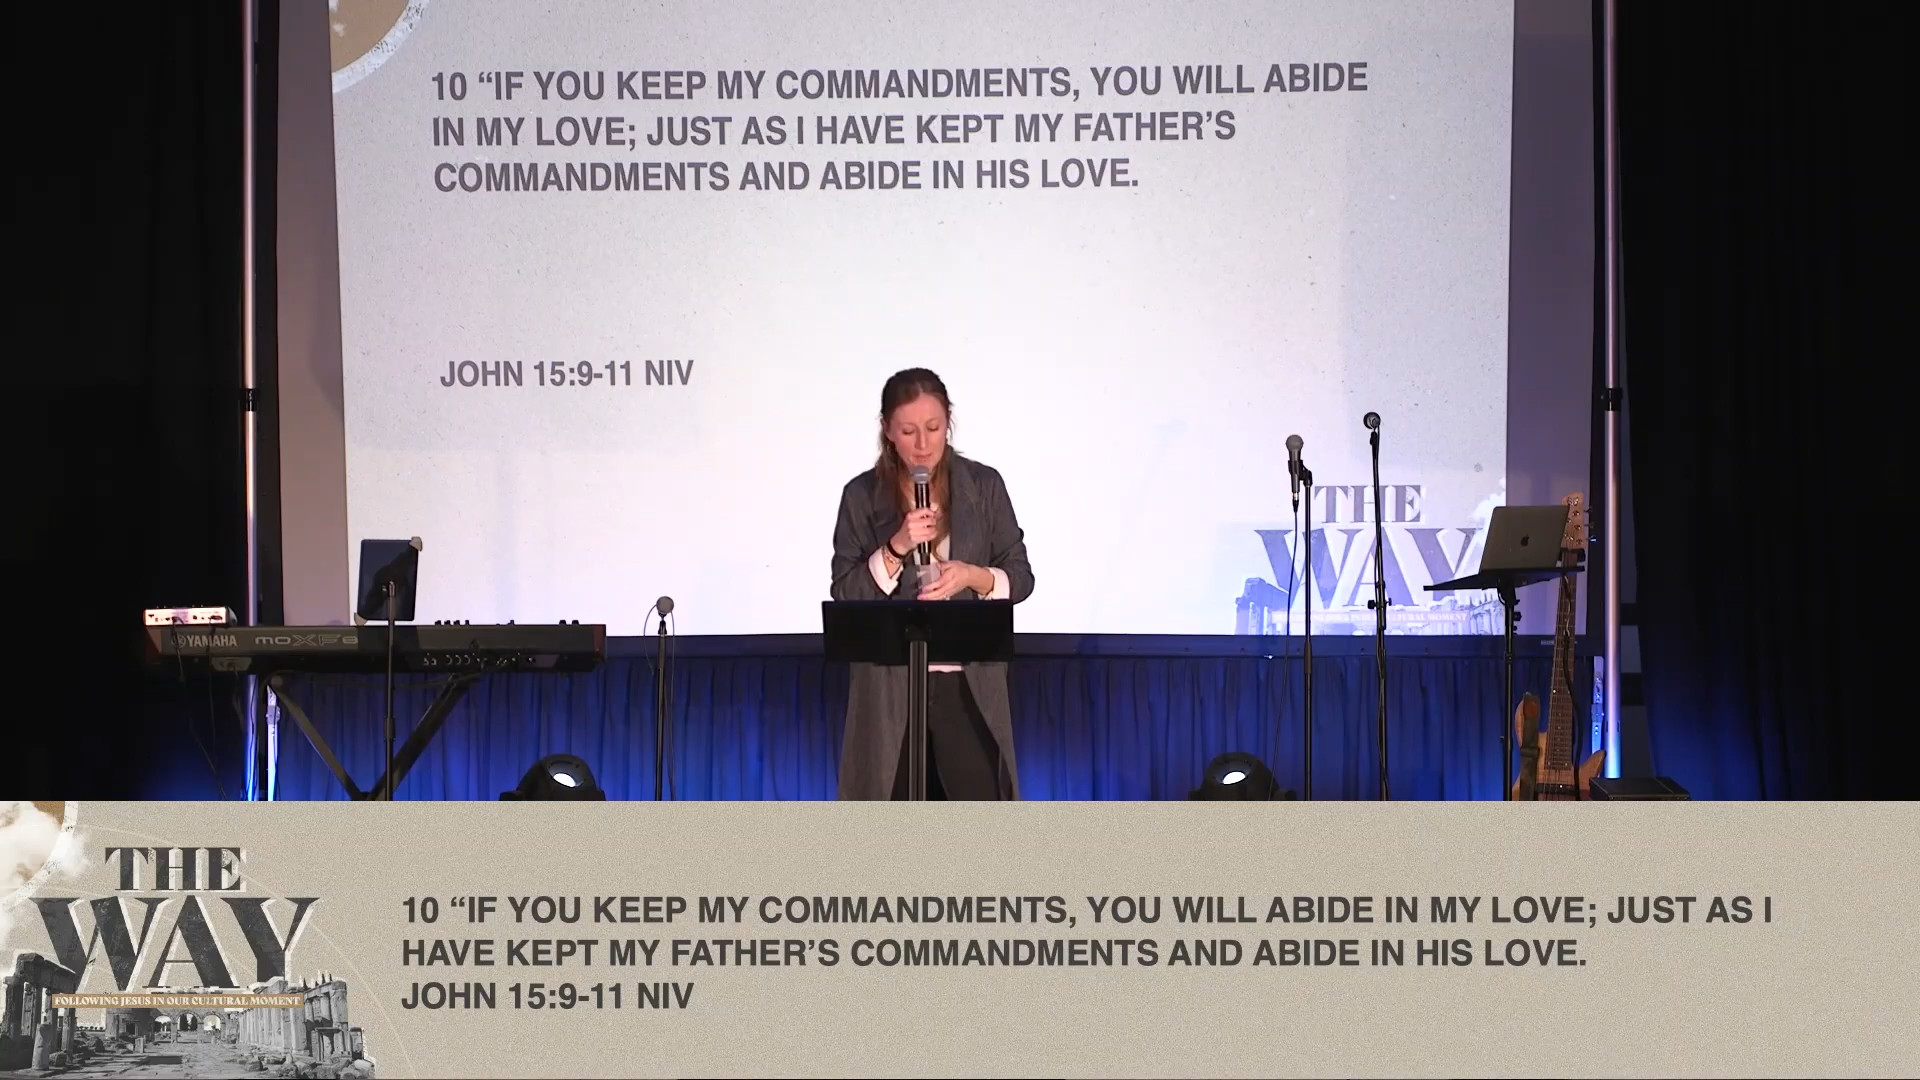 10 “IF YOU KEEP MY COMMANDMENTS, YOU WILL ABIDE
IN MY LOVE; JUST AS I HAVE KEPT MY FATHER’S
COMMANDMENTS AND ABIDE IN HIS LOVE.
JOHN 15:9-11 NIV
THE
WAY
YAMAHA MOXF8
THE
WAY
FOLLOWING JESUS IN OUR CULTURAL MOMENT
10 “IF YOU KEEP MY COMMANDMENTS, YOU WILL ABIDE IN MY LOVE; JUST AS I
HAVE KEPT MY FATHER’S COMMANDMENTS AND ABIDE IN HIS LOVE.
JOHN 15:9-11 NIV